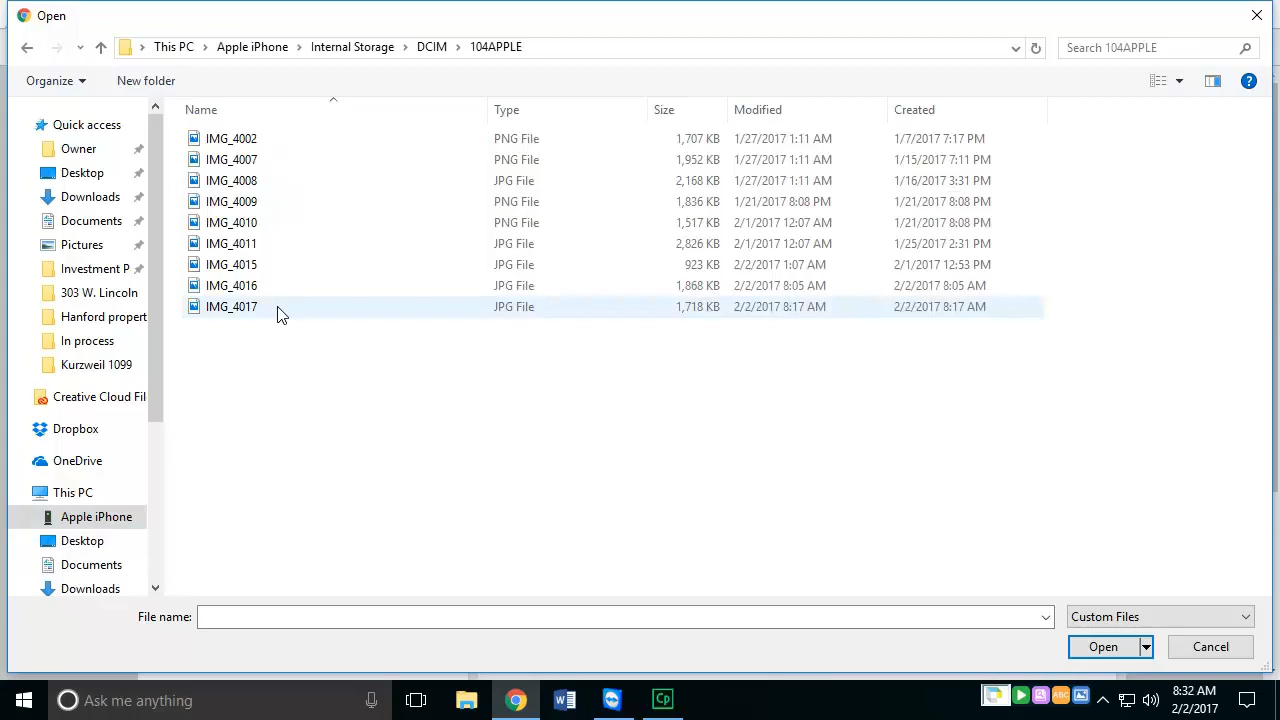 Open
This PC Apple iPhone Internal Storage DCIM 104APPLE Search 104APPLE
Organize New folder
Name Type Size Modified Created
IMG_4002 PNG File 1,707 KB 1/27/2017 1:11 AM 1/7/2017 7:17 PM
IMG_4007 PNG File 1,952 KB 1/27/2017 1:11 AM 1/15/2017 7:11 PM
IMG_4008 JPG File 2,168 KB 1/27/2017 1:11 AM 1/16/2017 3:31 PM
IMG_4009 PNG File 1,836 KB 1/21/2017 8:08 PM 1/21/2017 8:08 PM
IMG_4010 PNG File 1,517 KB 2/1/2017 12:07 AM 1/21/2017 8:08 PM
IMG_4011 JPG File 2,826 KB 2/1/2017 12:07 AM 1/25/2017 2:31 PM
IMG_4015 JPG File 923 KB 2/2/2017 1:07 AM 2/1/2017 12:53 PM
IMG_4016 JPG File 1,868 KB 2/2/2017 8:05 AM 2/2/2017 8:05 AM
IMG_4017 JPG File 1,718 KB 2/2/2017 8:17 AM 2/2/2017 8:17 AM
Quick access
Owner
Desktop
Downloads
Documents
Pictures
Investment P
303 W. Lincoln
Hanford propert
In process
Kurzweil 1099
Creative Cloud Fil
Dropbox
OneDrive
This PC
Apple iPhone
Desktop
Documents
Downloads
File name: Custom Files
Open Cancel
Ask me anything
Cp
ABC
8:32 AM
2/2/2017